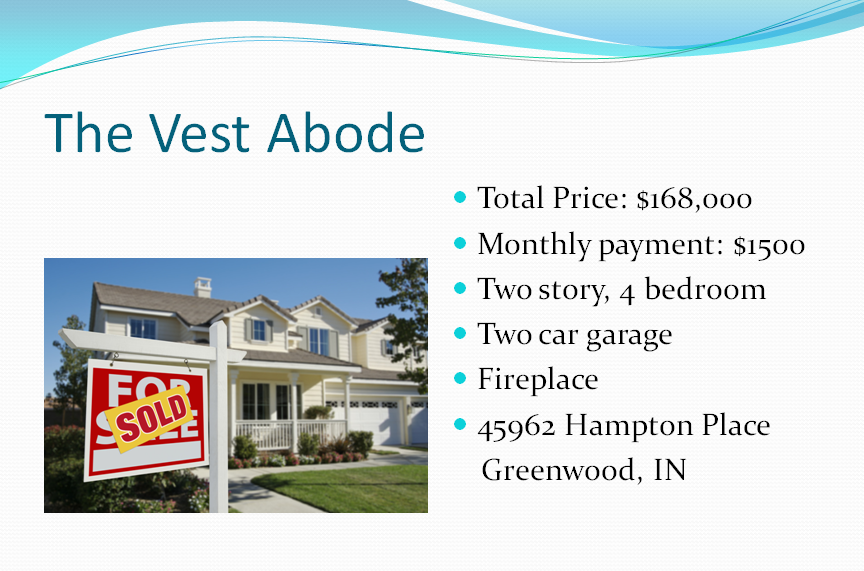 The Vest Abode
Total Price: $168,000
Monthly payment: $1500
Two story, 4 bedroom
Two car garage
Fireplace
45962 Hampton Place
Greenwood, IN
FOR
SALE
SOLD